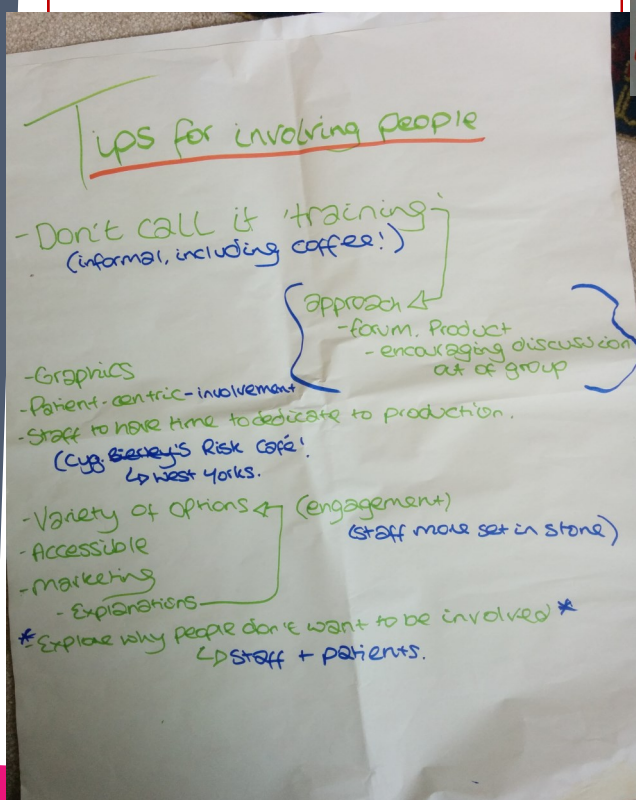 Tips for involving people
- Don't call it 'training'
(informal, including coffee!)
approach
- forum. Product
- encouraging discussion
out of group
- Graphics
- Patient-centric-involvement
- Staff to have time to dedicate to production.
(Cyg. Bierley's Risk Café!
↳ West Yorks.
- Variety of options (engagement)
(staff more set in stone)
- Accessible
- Marketing
- Explanations
* - Explore why people don't want to be involved *
↳ Staff + patients.